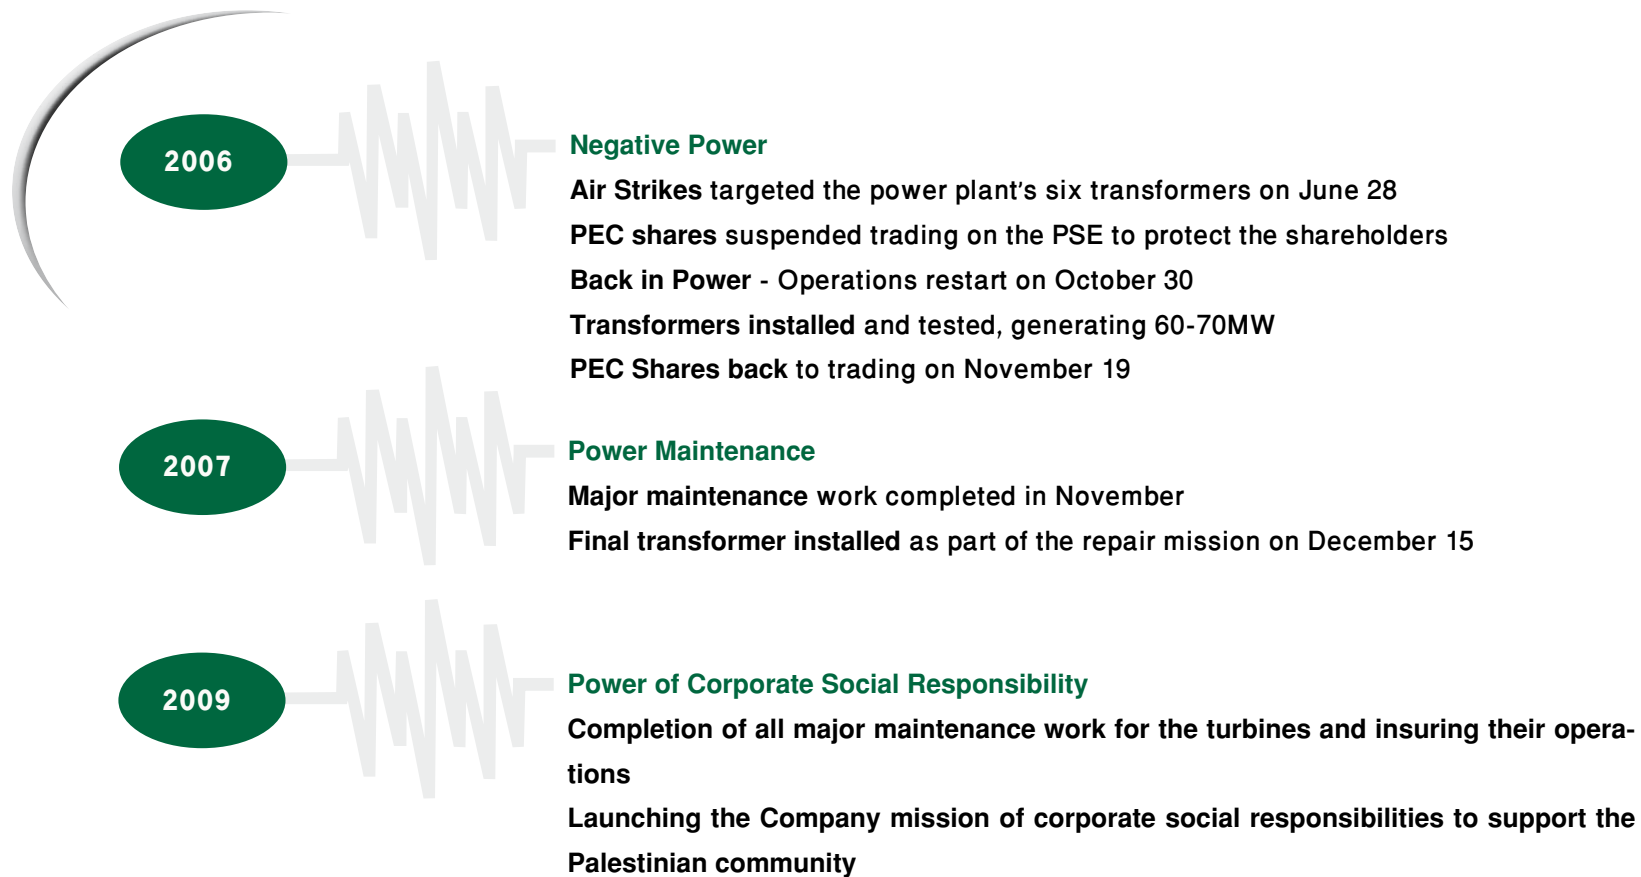 2006
Negative Power
Air Strikes targeted the power plant's six transformers on June 28
PEC shares suspended trading on the PSE to protect the shareholders
Back in Power - Operations restart on October 30
Transformers installed and tested, generating 60-70MW
PEC Shares back to trading on November 19
2007
Power Maintenance
Major maintenance work completed in November
Final transformer installed as part of the repair mission on December 15
2009
Power of Corporate Social Responsibility
Completion of all major maintenance work for the turbines and insuring their opera-
tions
Launching the Company mission of corporate social responsibilities to support the
Palestinian community